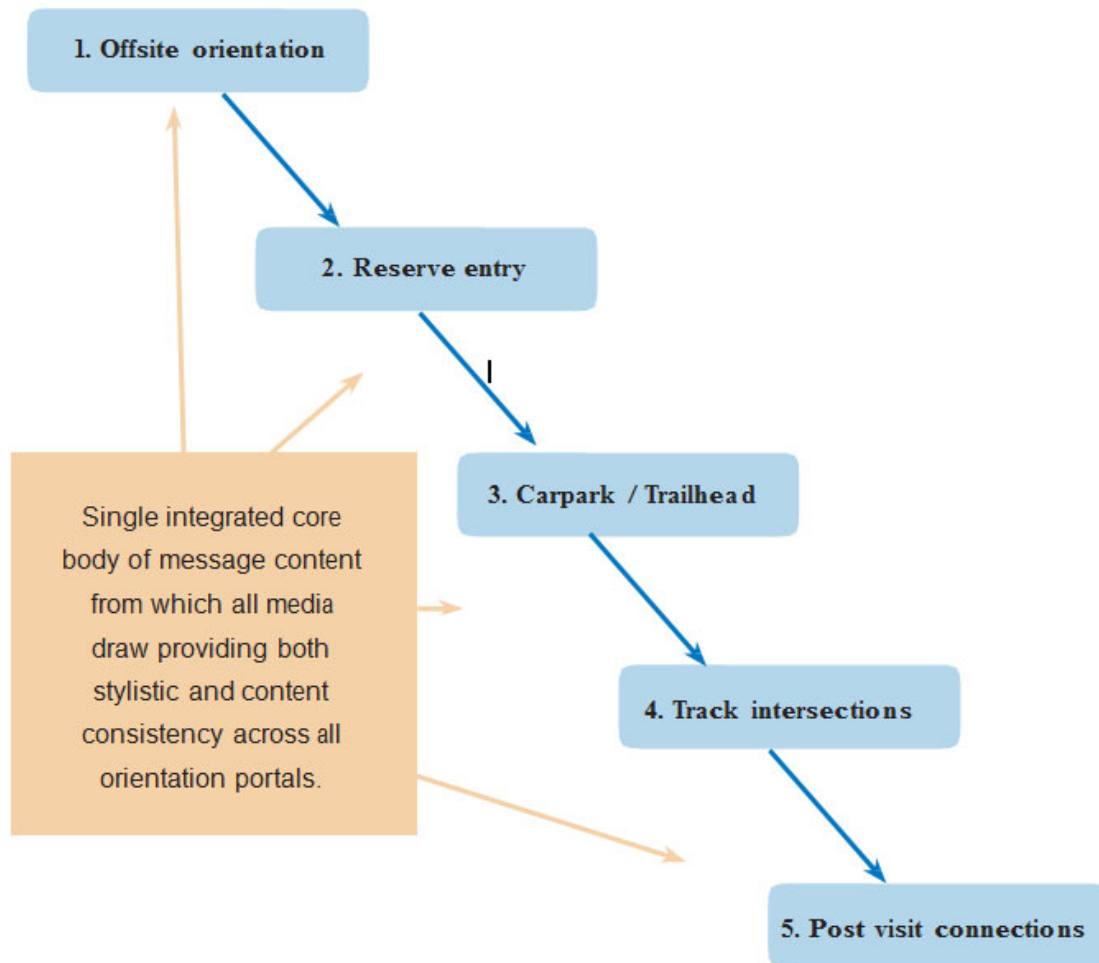 1. Offsite orientation
2. Reserve entry
3. Carpark / Trailhead
Single integrated core
body of message content
from which all media
draw providing both
stylistic and content
consistency across all
orientation portals.
4. Track intersections
5. Post visit connections